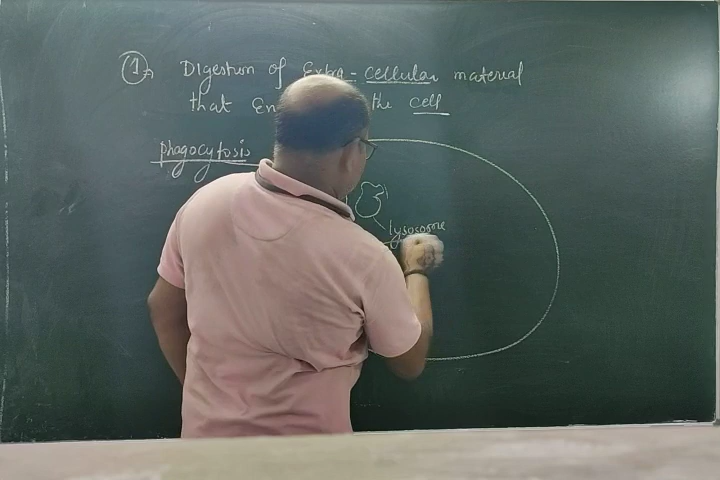 1) Digestion of Extra-cellular material
that En the cell
phagocytosis
lysosome